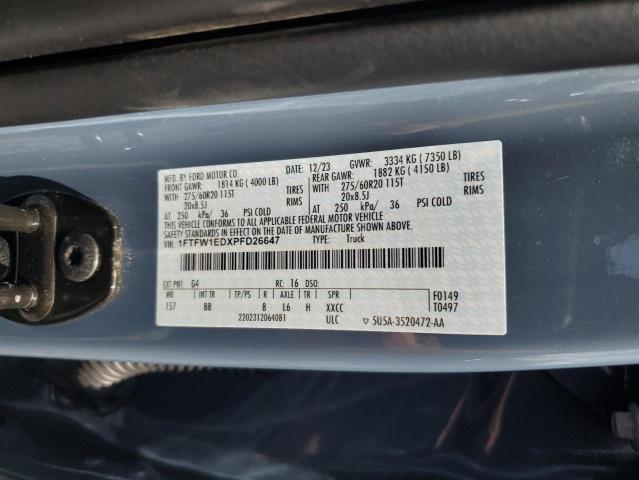 MFD. BY FORD MOTOR CO. DATE: 12/23 GVWR: 3334 KG ( 7350 LB)
FRONT GAWR: 1814 KG ( 4000 LB) REAR GAWR: 1882 KG ( 4150 LB)
WITH 275/60R20 115T TIRES WITH 275/60R20 115T TIRES
20x8.5J RIMS 20x8.5J RIMS
AT 250 kPa/ 36 PSI COLD AT 250 kPa/ 36 PSI COLD
THIS VEHICLE CONFORMS TO ALL APPLICABLE FEDERAL MOTOR VEHICLE
SAFETY STANDARDS IN EFFECT ON THE DATE OF MANUFACTURE SHOWN ABOVE.
VIN: 1FTFW1EDXPFD26647 TYPE: Truck
EXT PNT: G4 RC: 16 DSO:
WB INT TR TP/PS R AXLE TR SPR F0149
157 BB 8 L6 H XXCC T0497
2202312064081 ULC 5U5A-3520472-AA